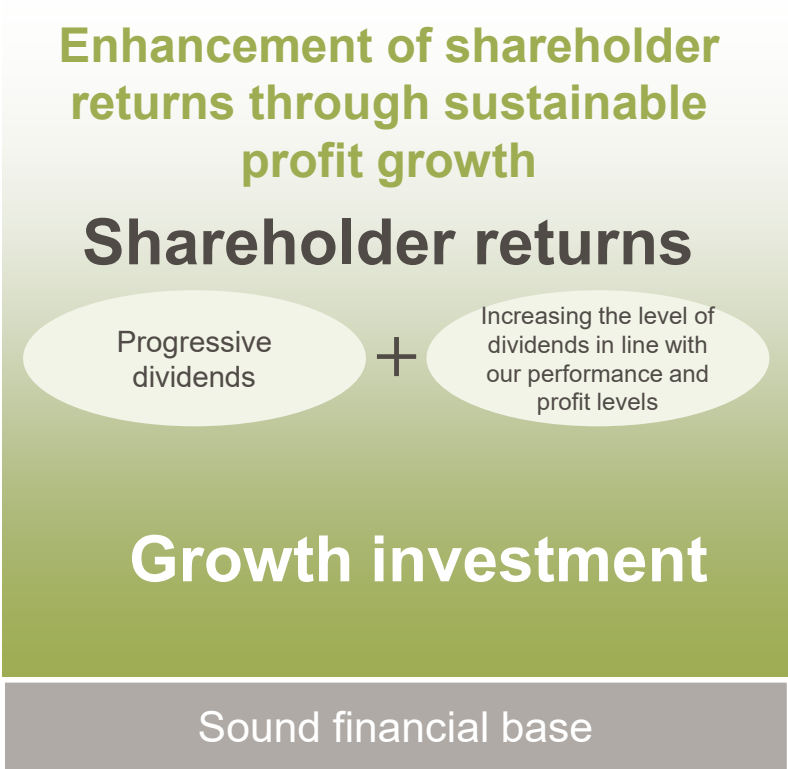 Enhancement of shareholder
returns through sustainable
profit growth
Shareholder returns
Progressive
dividends
+
Increasing the level of
dividends in line with
our performance and
profit levels
Growth investment
Sound financial base